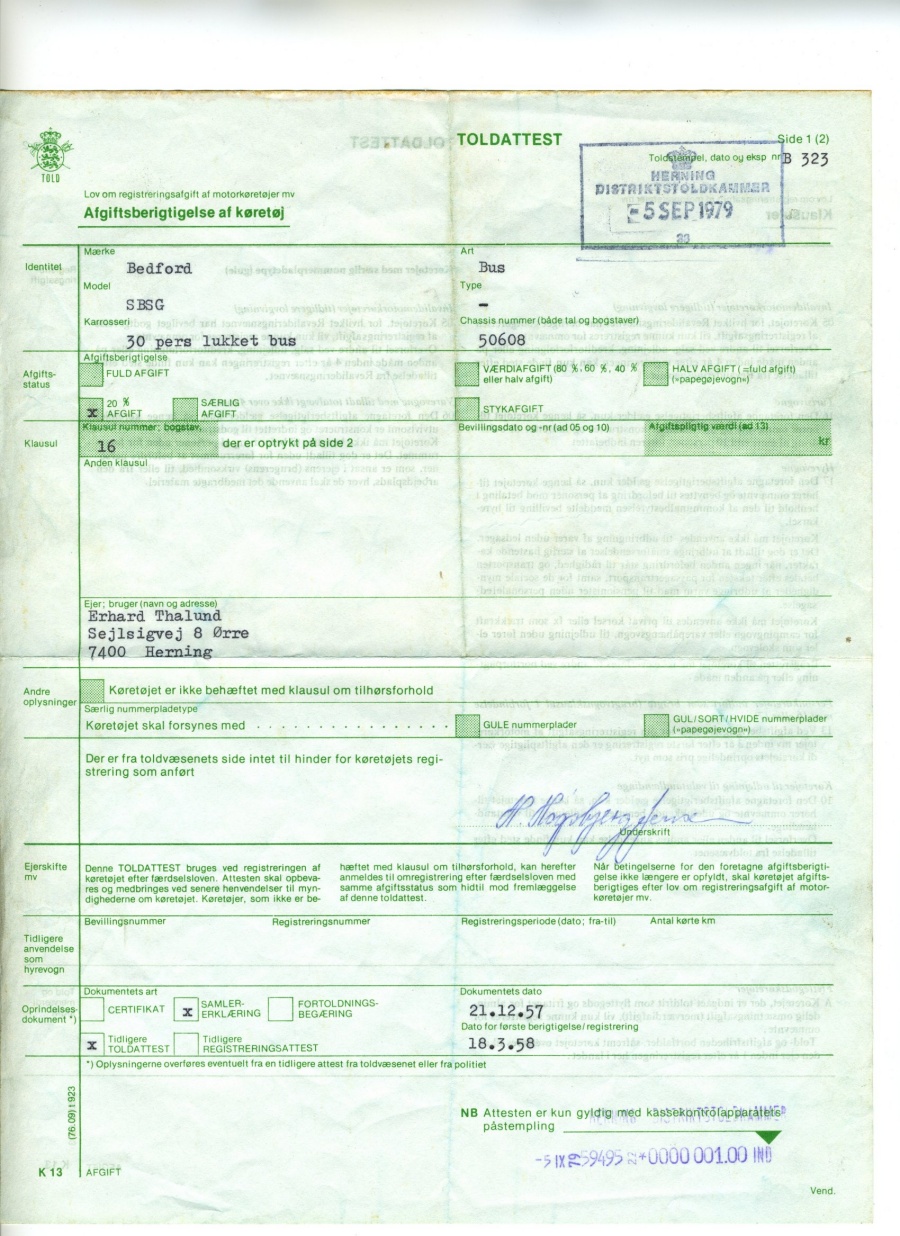 TOLDATTEST
Side 1 (2)
TOLD
Toldstempel, dato og eksp nr B 323
HERNING
DISTRIKTSTOLDKAMMER
-5 SEP 1979
23
Lov om registreringsafgift af motorkøretøjer mv
Afgiftsberigtigelse af køretøj
Identitet
Mærke
Bedford
Art
Bus
Model
SBSG
Type
-
Karrosseri
30 pers lukket bus
Chassis nummer (både tal og bogstaver)
50608
Afgifts-
status
Afgiftsberigtigelse
FULD AFGIFT
VÆRDIAFGIFT (80 %, 60 %, 40 %
eller halv afgift)
HALV AFGIFT (=fuld afgift)
(»papegøjevogn«)
x 20 %
AFGIFT
SÆRLIG
AFGIFT
STYKAFGIFT
Klausul
Klausul nummer; bogstav.
16 der er optrykt på side 2
Bevillingsdato og -nr (ad 05 og 10)
Afgiftspligtig værdi (ad 13)
kr
Anden klausul
Ejer; bruger (navn og adresse)
Erhard Thalund
Sejlsigvej 8 Ørre
7400 Herning
Andre
oplysninger
Køretøjet er ikke behæftet med klausul om tilhørsforhold
Særlig nummerpladetype
Køretøjet skal forsynes med . . . . . . . . . . . . . . . . . .
GULE nummerplader
GUL/SORT/HVIDE nummerplader
(»papegøjevogn«)
Der er fra toldvæsenets side intet til hinder for køretøjets regi-
strering som anført
Underskrift
Ejerskifte
mv
Denne TOLDATTEST bruges ved registreringen af
køretøjet efter færdselsloven. Attesten skal opbeva-
res og medbringes ved senere henvendelser til myn-
dighederne om køretøjet. Køretøjer, som ikke er be-
hæftet med klausul om tilhørsforhold, kan herefter
anmeldes til omregistrering efter færdselsloven med
samme afgiftsstatus som hidtil mod fremlæggelse
af denne toldattest.
Når betingelserne for den foretagne afgiftsberigti-
gelse ikke længere er opfyldt, skal køretøjet afgifts-
berigtiges efter lov om registreringsafgift af motor-
køretøjer mv.
Tidligere
anvendelse
som
hyrevogn
Bevillingsnummer
Registreringsnummer
Registreringsperiode (dato; fra-til)
Antal kørte km
Oprindelses-
dokument *)
Dokumentets art
CERTIFIKAT
x SAMLER-
ERKLÆRING
FORTOLDNINGS-
BEGÆRING
Dokumentets dato
21.12.57
x Tidligere
TOLDATTEST
Tidligere
REGISTRERINGSATTEST
Dato for første berigtigelse/registrering
18.3.58
*) Oplysningerne overføres eventuelt fra en tidligere attest fra toldvæsenet eller fra politiet
(76.09) 1923
NB Attesten er kun gyldig med kassekontrolapparatets
påstempling
-5 IX 79 59495 *0000 001.00 IND
K 13
AFGIFT
Vend.